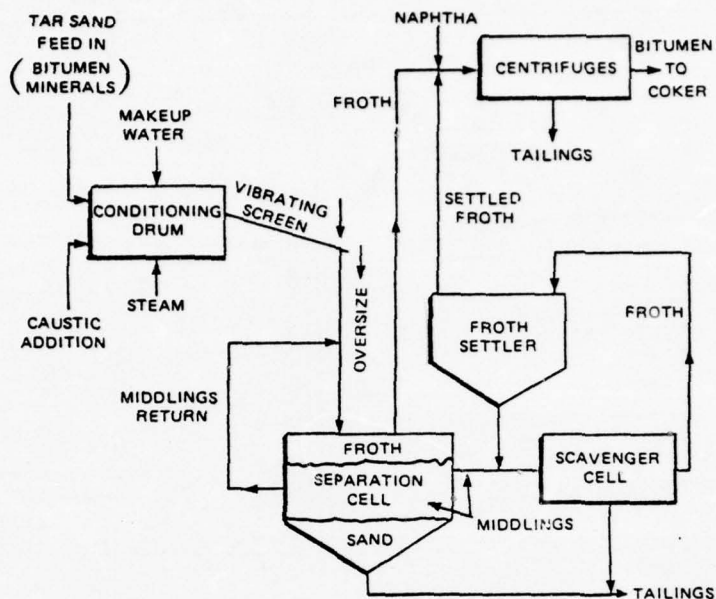 TAR SAND
FEED IN
( BITUMEN
MINERALS )
MAKEUP
WATER
CONDITIONING
DRUM
CAUSTIC
ADDITION
STEAM
VIBRATING
SCREEN
OVERSIZE
MIDDLINGS
RETURN
FROTH
SEPARATION
CELL
SAND
MIDDLINGS
FROTH
NAPHTHA
CENTRIFUGES
BITUMEN
TO
COKER
TAILINGS
SETTLED
FROTH
FROTH
SETTLER
FROTH
SCAVENGER
CELL
TAILINGS